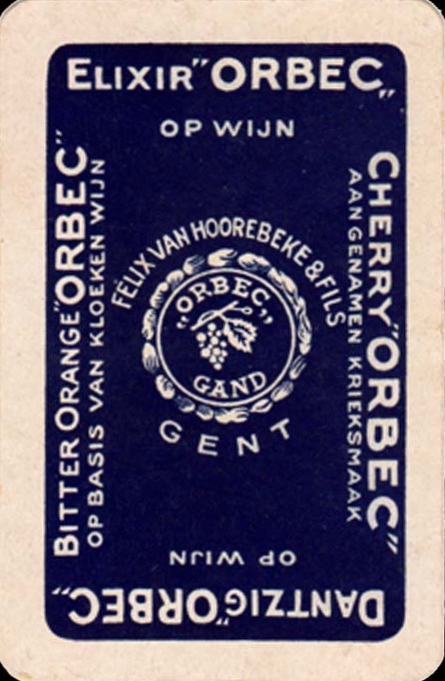 ELIXIR "ORBEC„
OP WIJN
CHERRY "ORBEC"
AANGENAMEN KRIEKSMAAK
BITTER ORANGE "ORBEC"
OP BASIS VAN KLOEKEN WIJN
FÉLIX VAN HOOREBEKE & FILS
"ORBEC„
GAND
GENT
DANTZIG "ORBEC„
OP WIJN